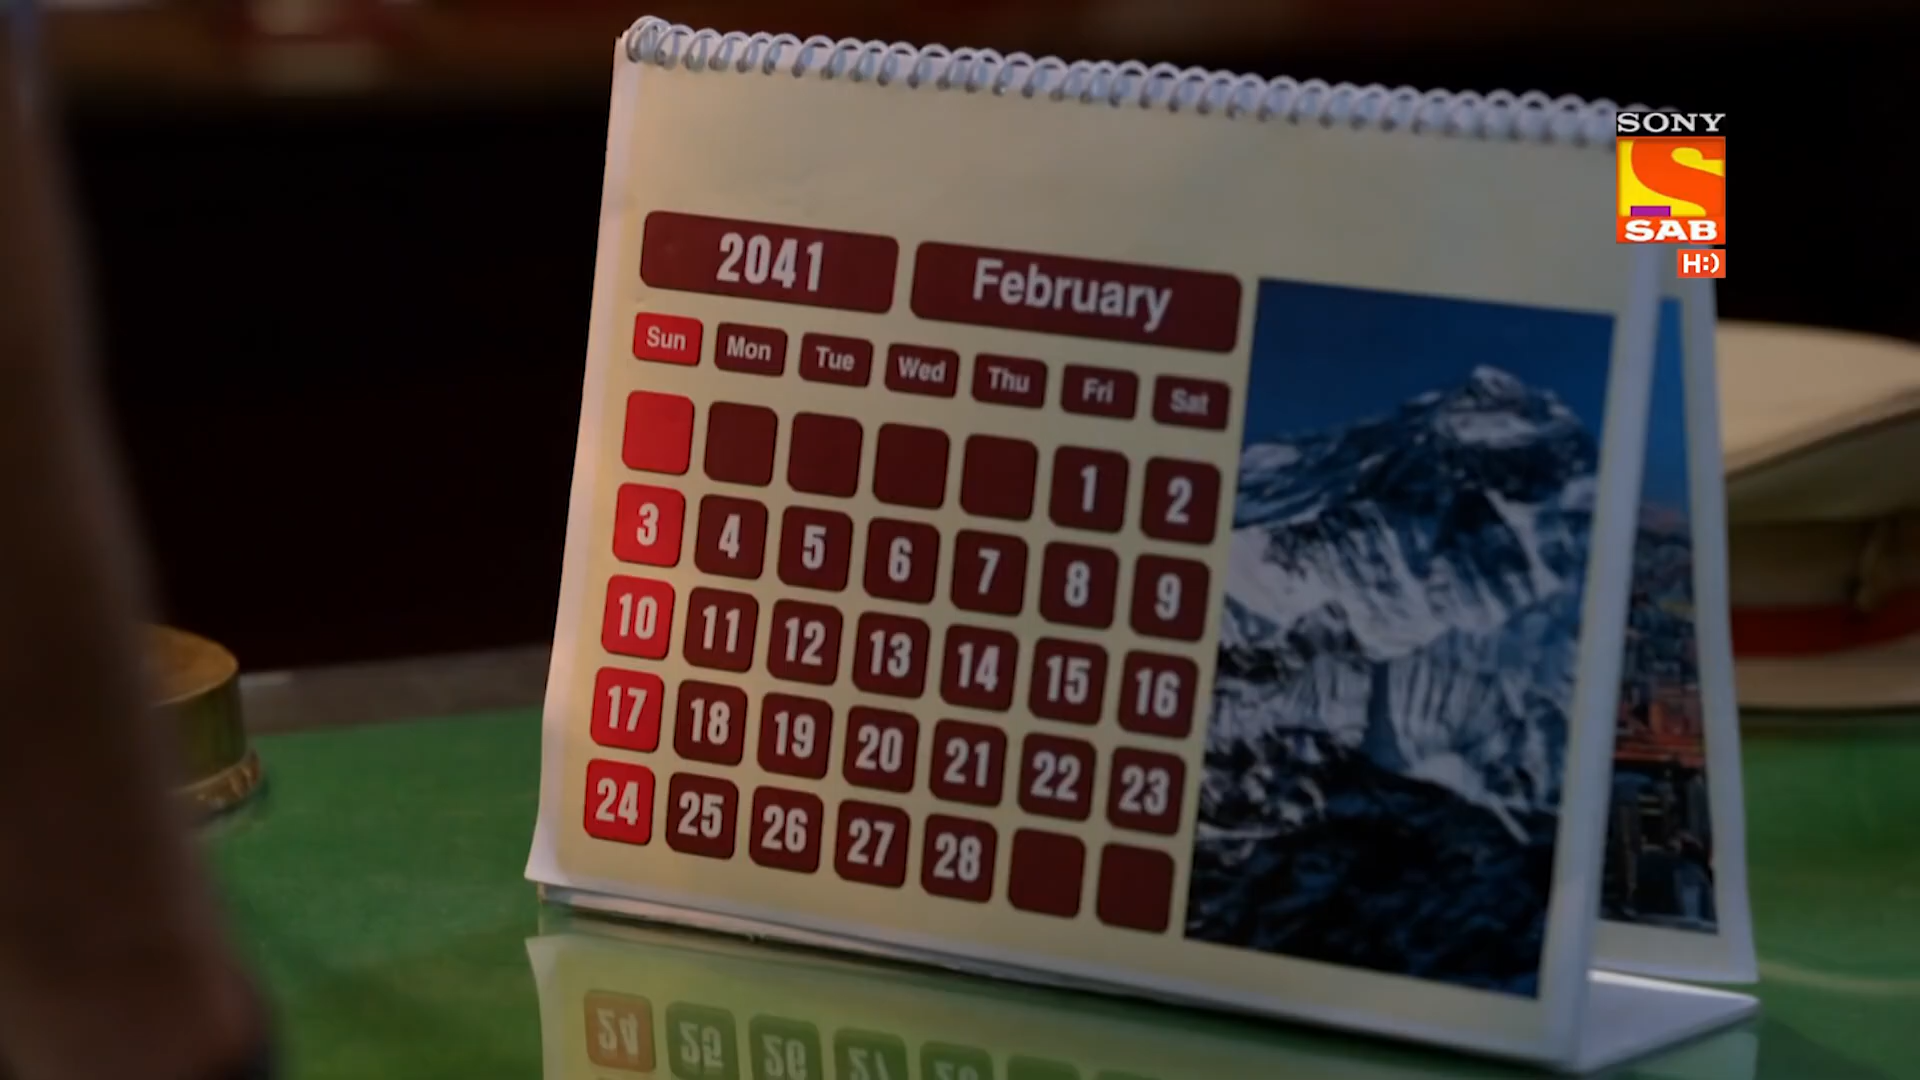 SONY
SAB
H:)
2041 February
Sun Mon Tue Wed Thu Fri Sat
1 2
3 4 5 6 7 8 9
10 11 12 13 14 15 16
17 18 19 20 21 22 23
24 25 26 27 28